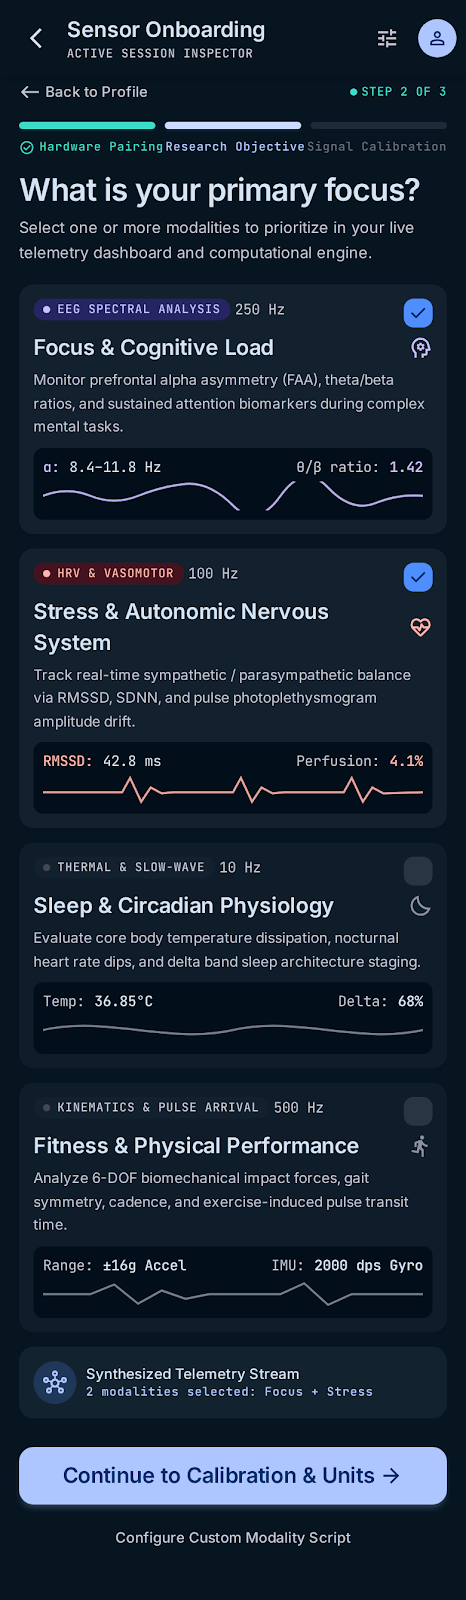 Sensor Onboarding
ACTIVE SESSION INSPECTOR
Back to Profile
STEP 2 OF 3
Hardware Pairing
Research Objective
Signal Calibration
What is your primary focus?
Select one or more modalities to prioritize in your live
telemetry dashboard and computational engine.
EEG SPECTRAL ANALYSIS 250 Hz
Focus & Cognitive Load
Monitor prefrontal alpha asymmetry (FAA), theta/beta
ratios, and sustained attention biomarkers during complex
mental tasks.
α: 8.4–11.8 Hz
θ/β ratio: 1.42
HRV & VASOMOTOR 100 Hz
Stress & Autonomic Nervous
System
Track real-time sympathetic / parasympathetic balance
via RMSSD, SDNN, and pulse photoplethysmogram
amplitude drift.
RMSSD: 42.8 ms
Perfusion: 4.1%
THERMAL & SLOW-WAVE 10 Hz
Sleep & Circadian Physiology
Evaluate core body temperature dissipation, nocturnal
heart rate dips, and delta band sleep architecture staging.
Temp: 36.85°C
Delta: 68%
KINEMATICS & PULSE ARRIVAL 500 Hz
Fitness & Physical Performance
Analyze 6-DOF biomechanical impact forces, gait
symmetry, cadence, and exercise-induced pulse transit
time.
Range: ±16g Accel
IMU: 2000 dps Gyro
Synthesized Telemetry Stream
2 modalities selected: Focus + Stress
Continue to Calibration & Units →
Configure Custom Modality Script